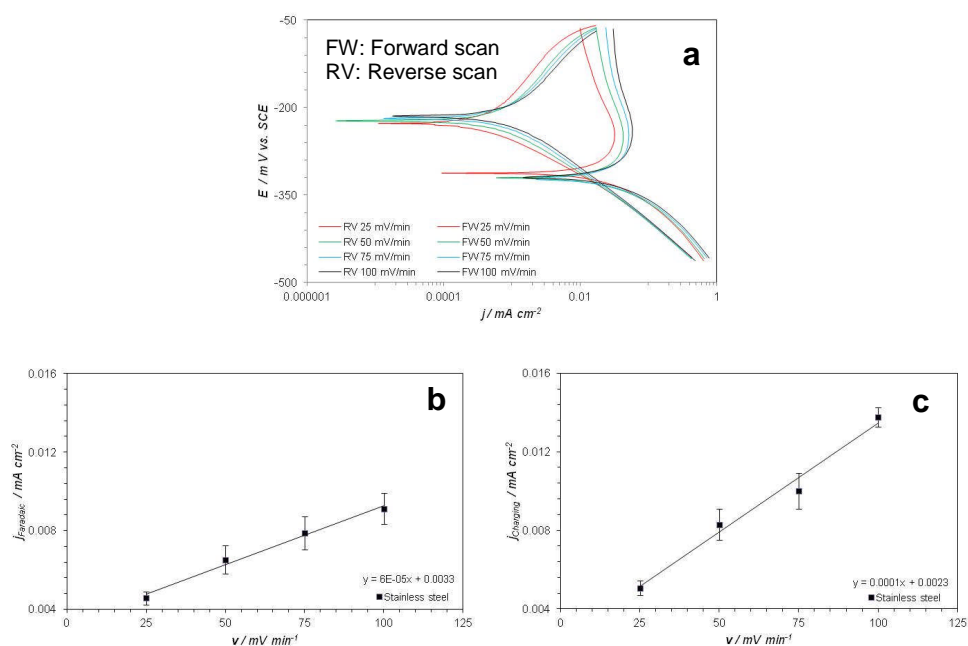 -50
FW: Forward scan
RV: Reverse scan
a
-200
E / m V vs. SCE
-350
RV 25 mV/min
FW 25 mV/min
RV 50 mV/min
FW 50 mV/min
RV 75 mV/min
FW 75 mV/min
RV 100 mV/min
FW 100 mV/min
-500
0.000001
0.0001
0.01
1
j / mA cm-2
0.016
b
0.012
jFaradaic / mA cm-2
0.008
y = 6E-05x + 0.0033
Stainless steel
0.004
0
25
50
75
100
125
v / mV min-1
0.016
c
0.012
jCharging / mA cm-2
0.008
y = 0.0001x + 0.0023
Stainless steel
0.004
0
25
50
75
100
125
v / mV min-1